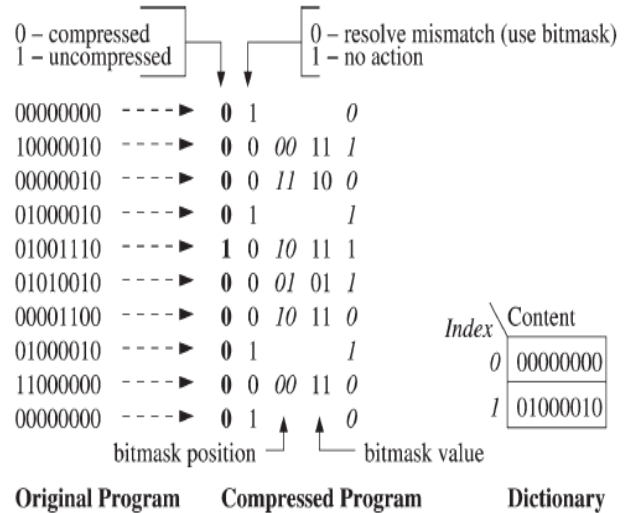 0 – compressed 0 – resolve mismatch (use bitmask)
1 – uncompressed 1 – no action
00000000 0 1 0
10000010 0 0 00 11 1
00000010 0 0 11 10 0
01000010 0 1 1
01001110 1 0 10 11 1
01010010 0 0 01 01 1
00001100 0 0 10 11 0
01000010 0 1 1
11000000 0 0 00 11 0
00000000 0 1 0
Index Content
0 00000000
1 01000010
bitmask position bitmask value
Original Program Compressed Program Dictionary